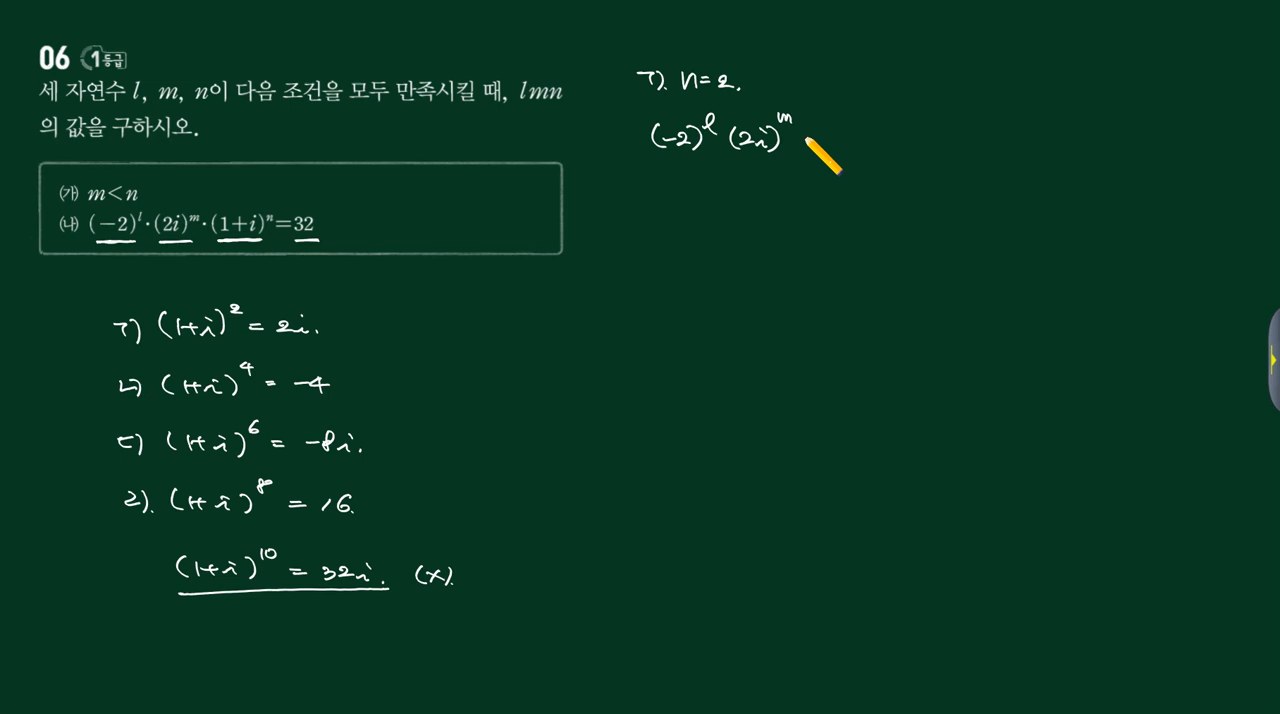 06 1등급
세 자연수 l, m, n이 다음 조건을 모두 만족시킬 때, lmn
의 값을 구하시오.
(가) m<n
(나) (−2)^l·(2i)^m·(1+i)^n=32
ㄱ) (1+i)^2 = 2i.
ㄴ) (1+i)^4 = -4
ㄷ) (1+i)^6 = -8i.
ㄹ). (1+i)^8 = 16.
(1+i)^10 = 32i. (x).
ㄱ). n=2.
(-2)^l (2i)^m